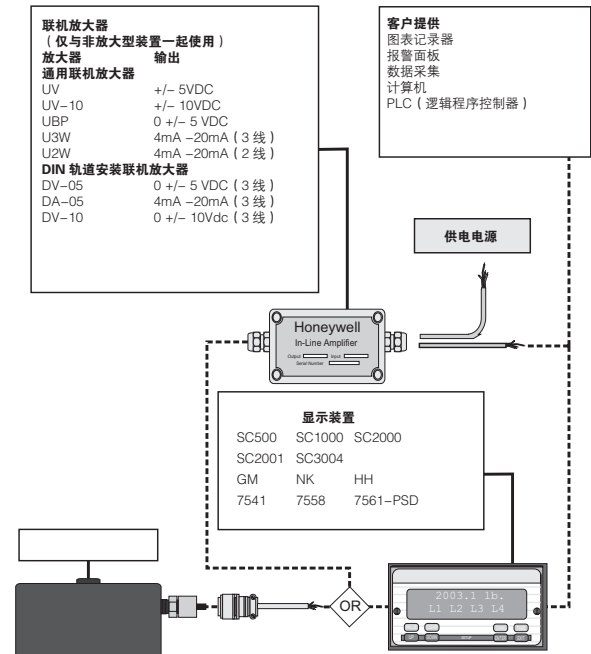 联机放大器
（仅与非放大型装置一起使用）
放大器 输出
通用联机放大器
UV +/- 5VDC
UV-10 +/- 10VDC
UBP 0 +/- 5 VDC
U3W 4mA -20mA（3 线）
U2W 4mA -20mA（2 线）
DIN 轨道安装联机放大器
DV-05 0 +/- 5 VDC（3 线）
DA-05 4mA -20mA（3 线）
DV-10 0 +/- 10Vdc（3 线）
客户提供
图表记录器
报警面板
数据采集
计算机
PLC（逻辑程序控制器）
供电电源
Honeywell
In-Line Amplifier
Output Input
Serial Number
显示装置
SC500 SC1000 SC2000
SC2001 SC3004
GM NK HH
7541 7558 7561-PSD
OR
2003.1 lb.
L1 L2 L3 L4
UP DOWN SETUP